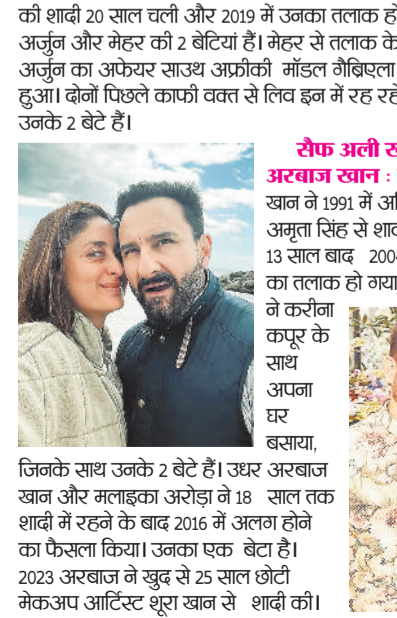 की शादी 20 साल चली और 2019 में उनका तलाक
अर्जुन और मेहर की 2 बेटियां हैं। मेहर से तलाक के
अर्जुन का अफेयर साउथ अफ्रीकी मॉडल गैब्रिएला
हुआ। दोनों पिछले काफी वक्त से लिव इन में रह
उनके 2 बेटे हैं।
सैफ अली
अरबाज खान :
खान ने 1991 में
अमृता सिंह से
13 साल बाद
का तलाक हो गया
ने करीना
कपूर के
साथ
अपना
घर
बसाया,
जिनके साथ उनके 2 बेटे हैं। उधर अरबाज
खान और मलाइका अरोड़ा ने 18 साल तक
शादी में रहने के बाद 2016 में अलग होने
का फैसला किया। उनका एक बेटा है।
2023 अरबाज ने खुद से 25 साल छोटी
मेकअप आर्टिस्ट शूरा खान से शादी की।